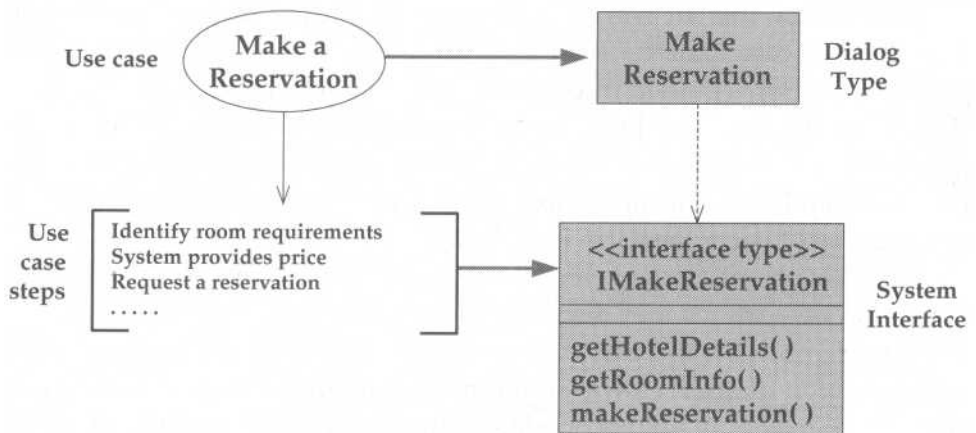 Use case
Make a
Reservation
Make
Reservation
Dialog
Type
Use
case
steps
Identify room requirements
System provides price
Request a reservation
. . . . .
<<interface type>>
IMakeReservation
getHotelDetails( )
getRoomInfo( )
makeReservation( )
System
Interface